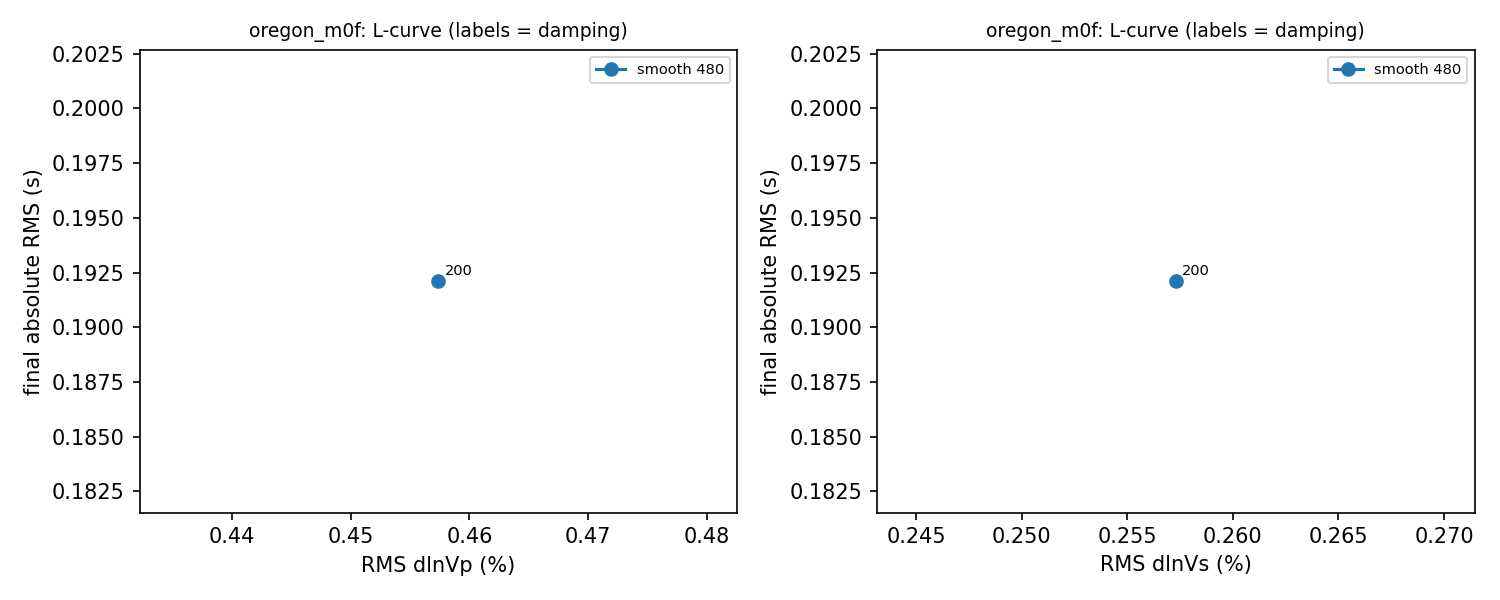 oregon_m0f: L-curve (labels = damping)
smooth 480
final absolute RMS (s)
0.2025
0.2000
0.1975
0.1950
0.1925
0.1900
0.1875
0.1850
0.1825
200
0.44 0.45 0.46 0.47 0.48
RMS dlnVp (%)
oregon_m0f: L-curve (labels = damping)
smooth 480
final absolute RMS (s)
0.2025
0.2000
0.1975
0.1950
0.1925
0.1900
0.1875
0.1850
0.1825
200
0.245 0.250 0.255 0.260 0.265 0.270
RMS dlnVs (%)